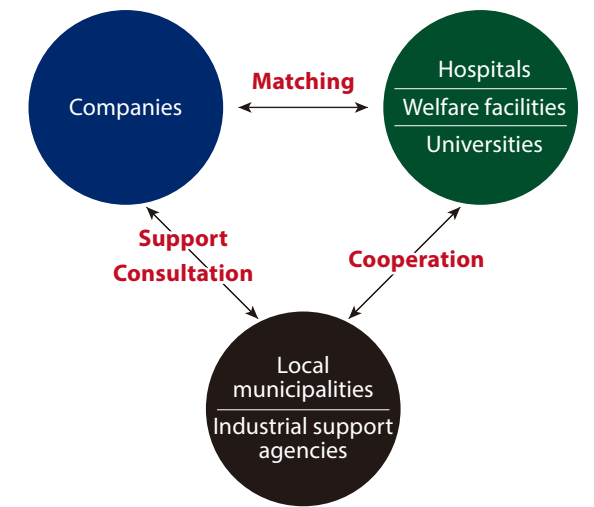 Companies
Matching
Hospitals
Welfare facilities
Universities
Support
Consultation
Cooperation
Local
municipalities
Industrial support
agencies